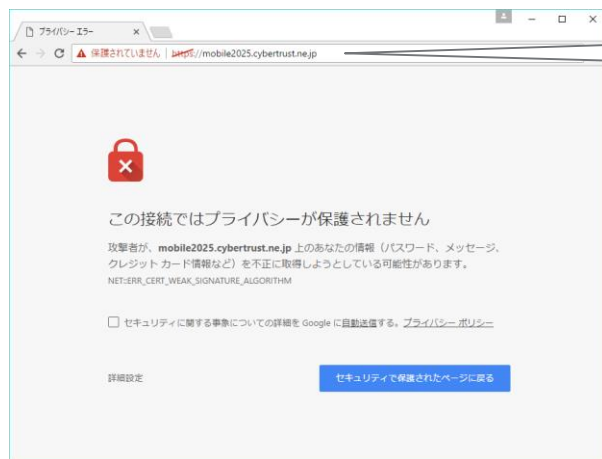 プライバシー エラー
保護されていません | https://mobile2025.cybertrust.ne.jp
この接続ではプライバシーが保護されません
攻撃者が、mobile2025.cybertrust.ne.jp 上のあなたの情報（パスワード、メッセージ、
クレジット カード情報など）を不正に取得しようとしている可能性があります。
NET::ERR_CERT_WEAK_SIGNATURE_ALGORITHM
セキュリティに関する事象についての詳細を Google に自動送信する。プライバシー ポリシー
詳細設定
セキュリティで保護されたページに戻る